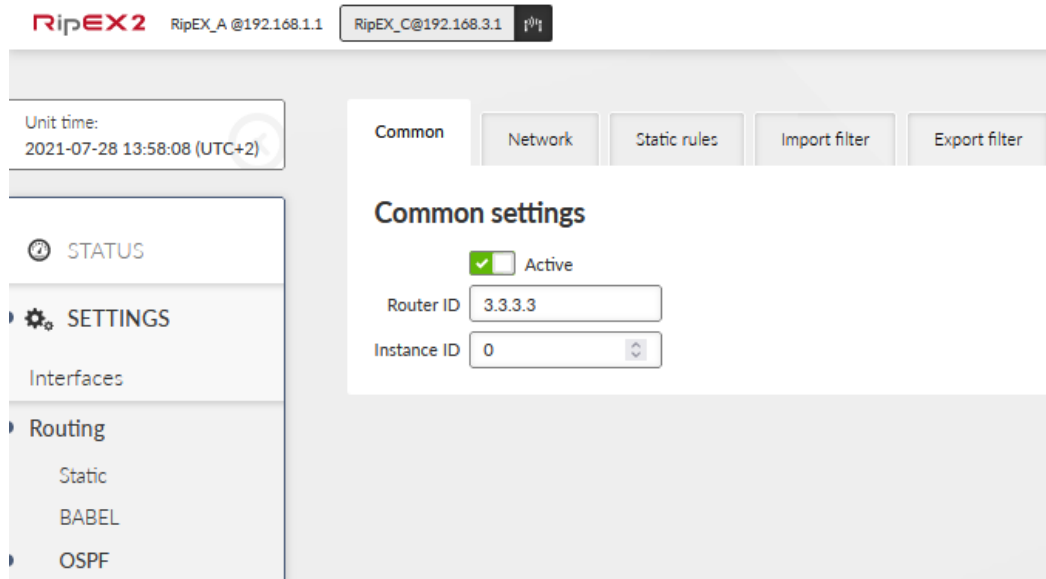 RipEX2 RipEX_A @192.168.1.1 RipEX_C@192.168.3.1
Unit time:
2021-07-28 13:58:08 (UTC+2)
STATUS
SETTINGS
Interfaces
Routing
Static
BABEL
OSPF
Common Network Static rules Import filter Export filter
Common settings
Active
Router ID 3.3.3.3
Instance ID 0